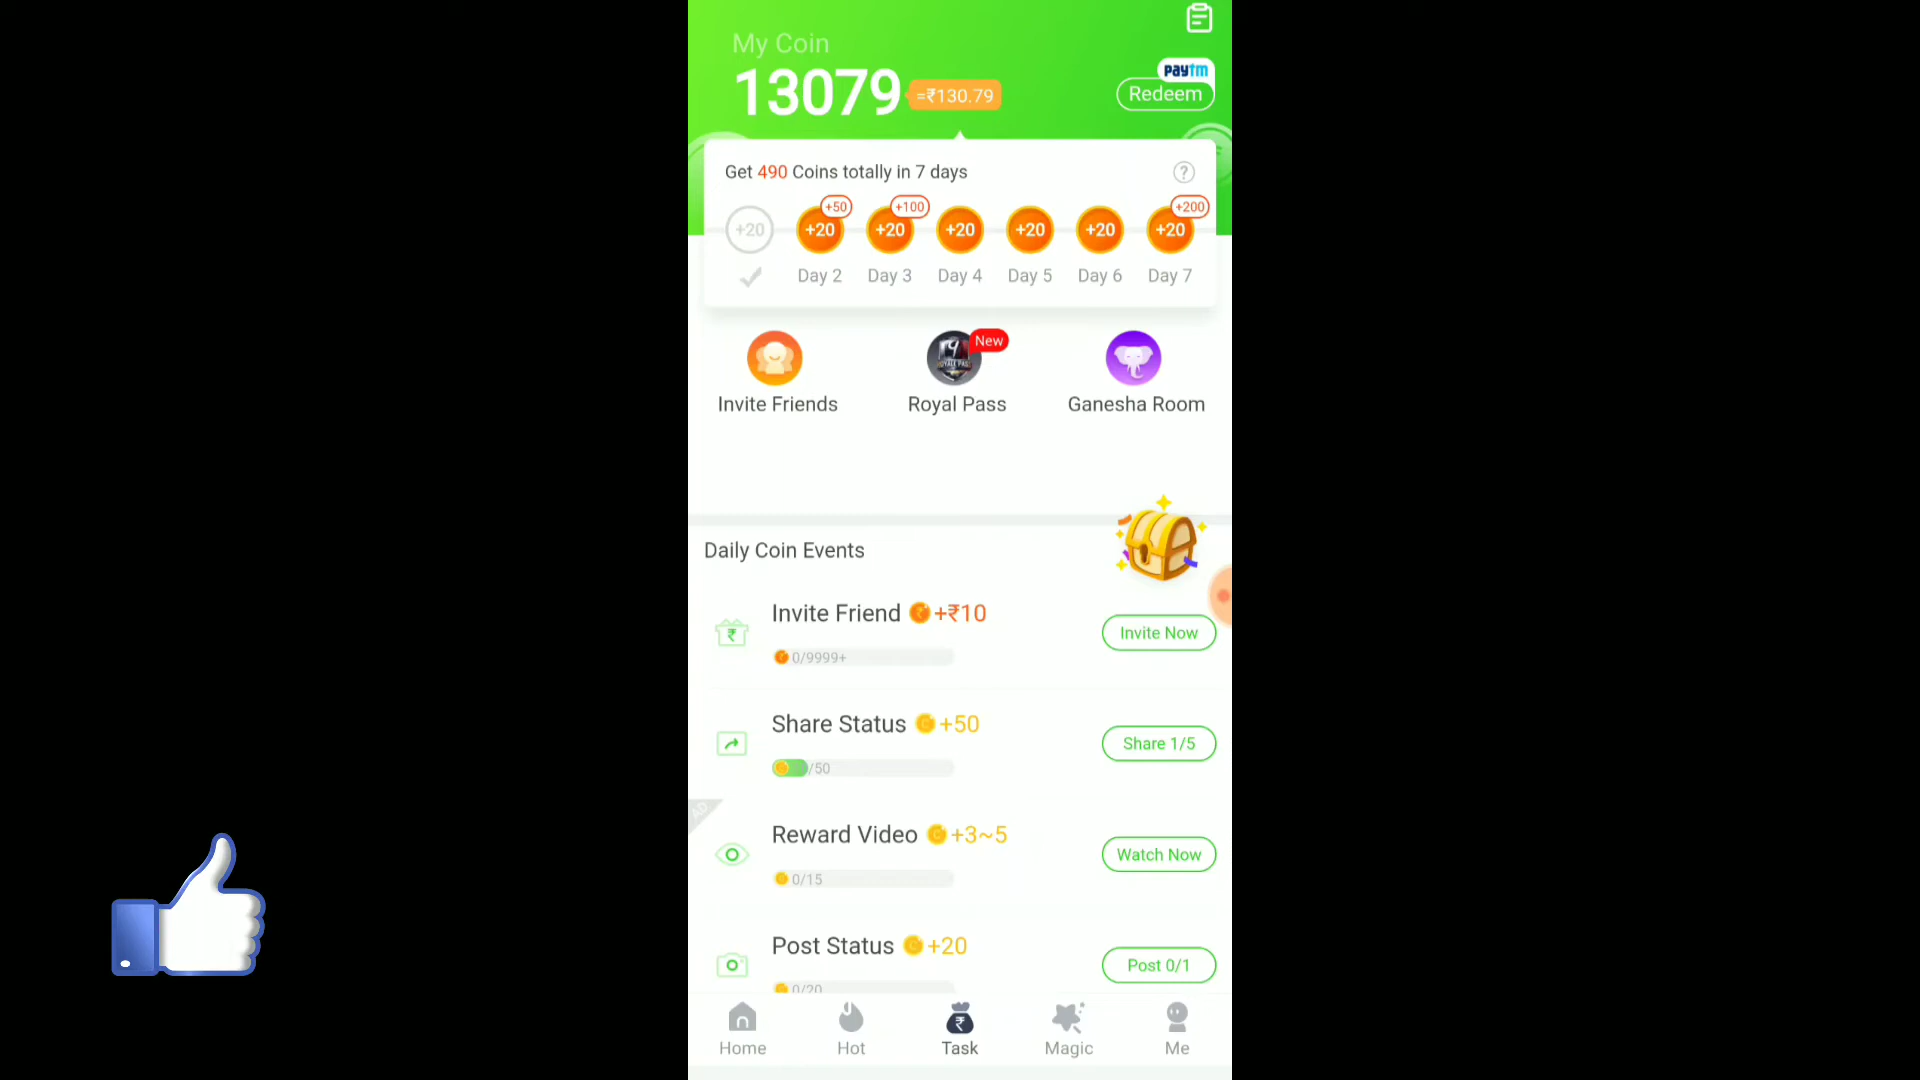 My Coin
13079 =₹130.79
paytm
Redeem
Get 490 Coins totally in 7 days ?
+50 +100 +200
+20 +20 +20 +20 +20 +20 +20
Day 2 Day 3 Day 4 Day 5 Day 6 Day 7
New
Invite Friends Royal Pass Ganesha Room
Daily Coin Events
Invite Friend +₹10
0/9999+
Invite Now
Share Status +50
/50
Share 1/5
AD
Reward Video +3~5
0/15
Watch Now
Post Status +20
0/20
Post 0/1
Home Hot Task Magic Me